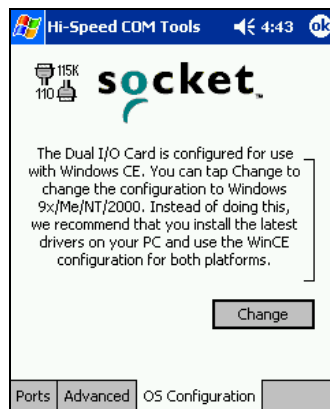 Hi-Speed COM Tools 4:43 ok
115K
110
socket
The Dual I/O Card is configured for use
with Windows CE. You can tap Change to
change the configuration to Windows
9x/Me/NT/2000. Instead of doing this,
we recommend that you install the latest
drivers on your PC and use the WinCE
configuration for both platforms.
Change
Ports Advanced OS Configuration